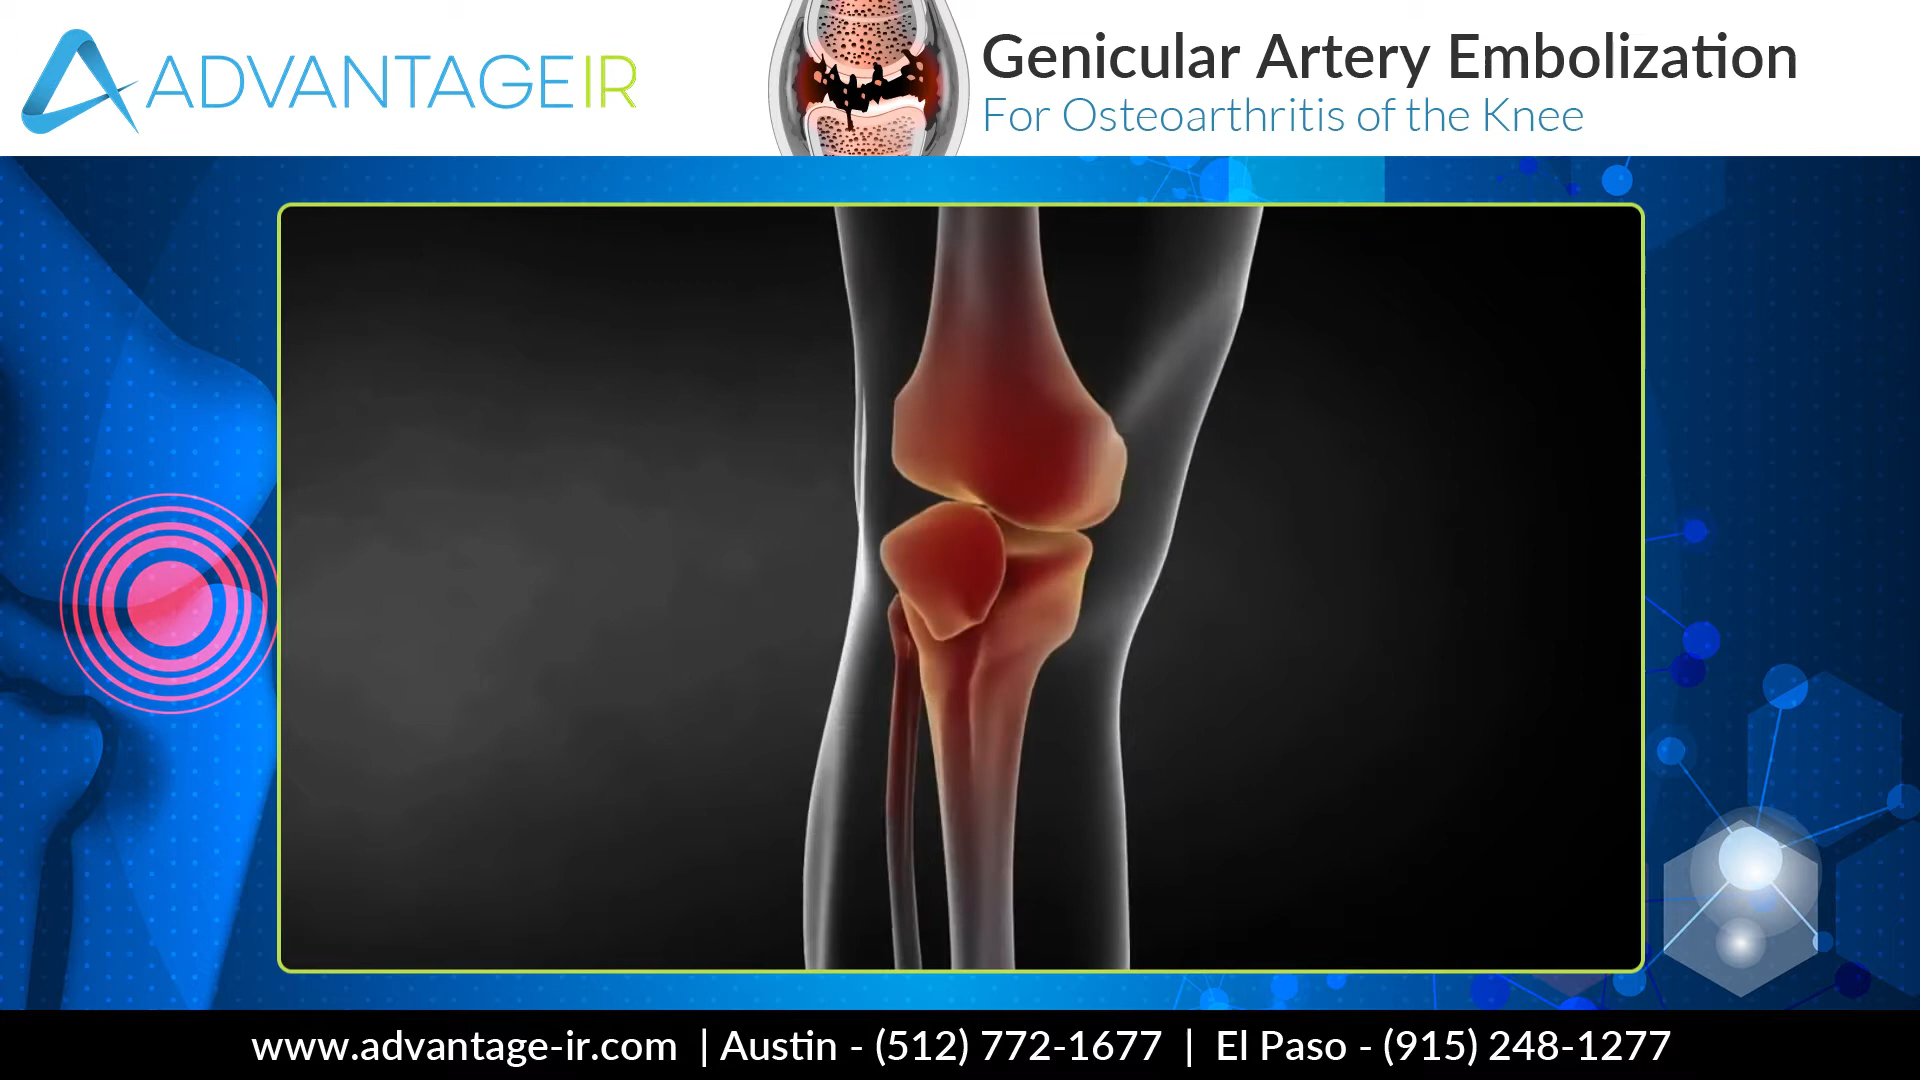 ADVANTAGEIR
Genicular Artery Embolization
For Osteoarthritis of the Knee
www.advantage-ir.com | Austin - (512) 772-1677 | El Paso - (915) 248-1277